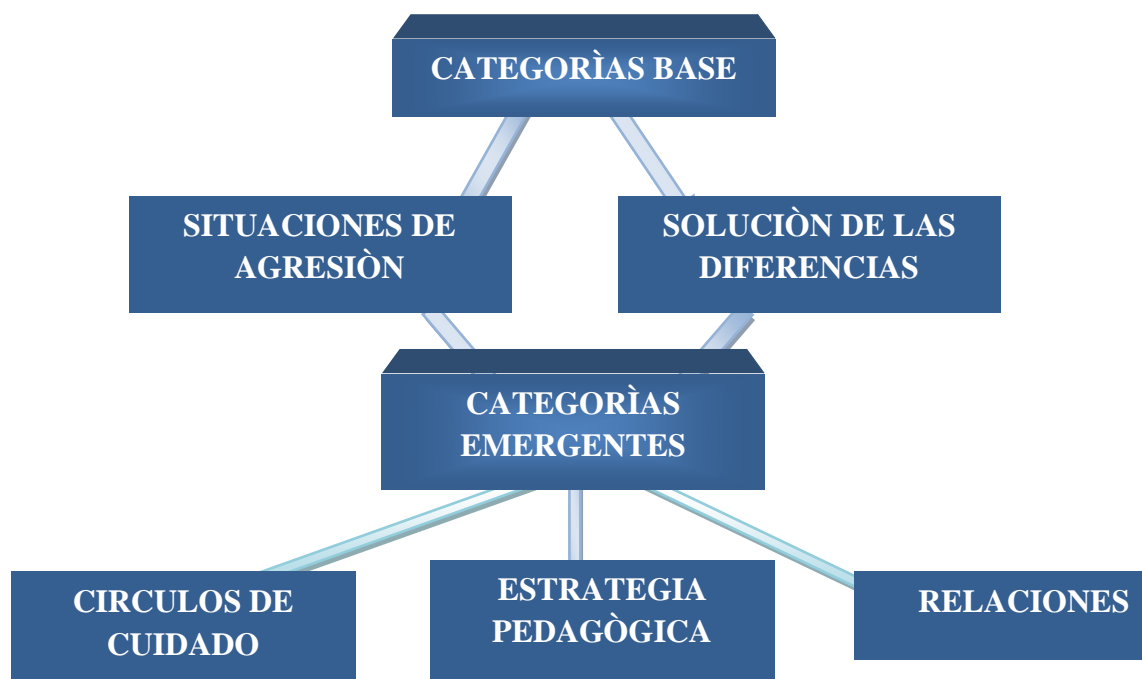 CATEGORÌAS BASE
SITUACIONES DE
AGRESIÒN
SOLUCIÒN DE LAS
DIFERENCIAS
CATEGORÌAS
EMERGENTES
CIRCULOS DE
CUIDADO
ESTRATEGIA
PEDAGÒGICA
RELACIONES